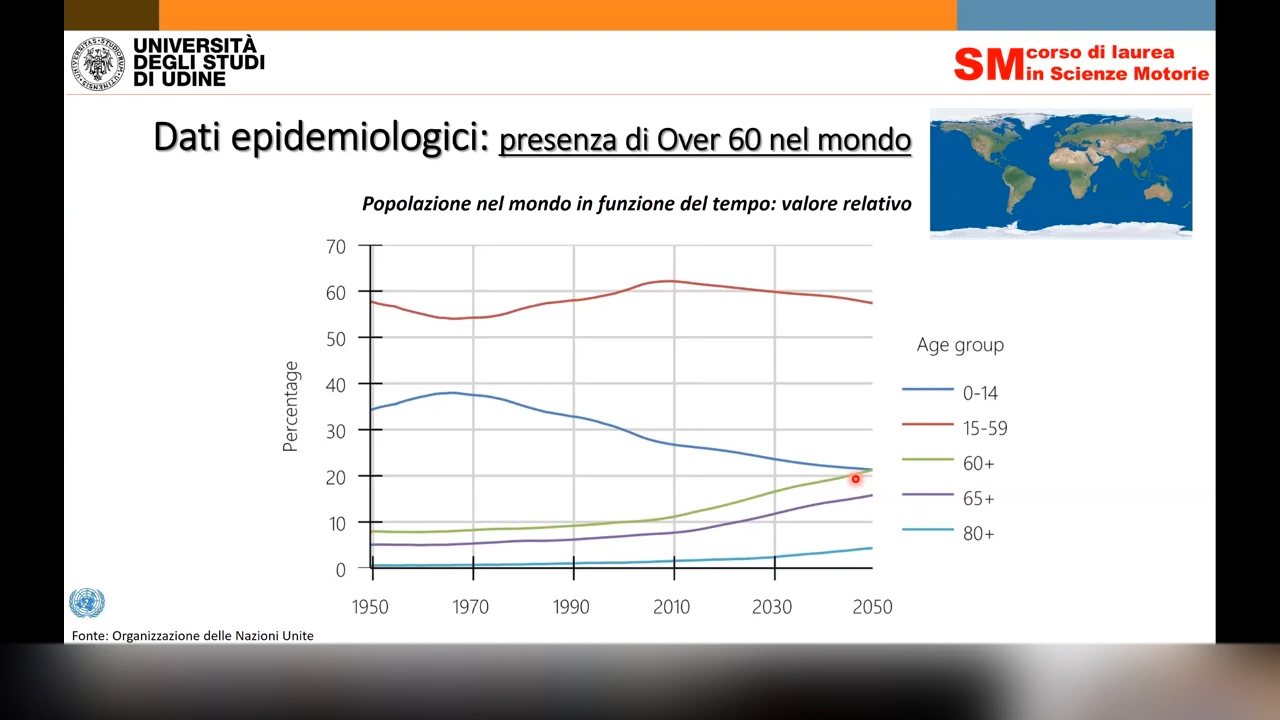 UNIVERSITÀ
DEGLI STUDI
DI UDINE
SM corso di laurea
in Scienze Motorie
Dati epidemiologici: presenza di Over 60 nel mondo
Popolazione nel mondo in funzione del tempo: valore relativo
Percentage
70
60
50
40
30
20
10
0
1950
1970
1990
2010
2030
2050
Age group
0-14
15-59
60+
65+
80+
Fonte: Organizzazione delle Nazioni Unite